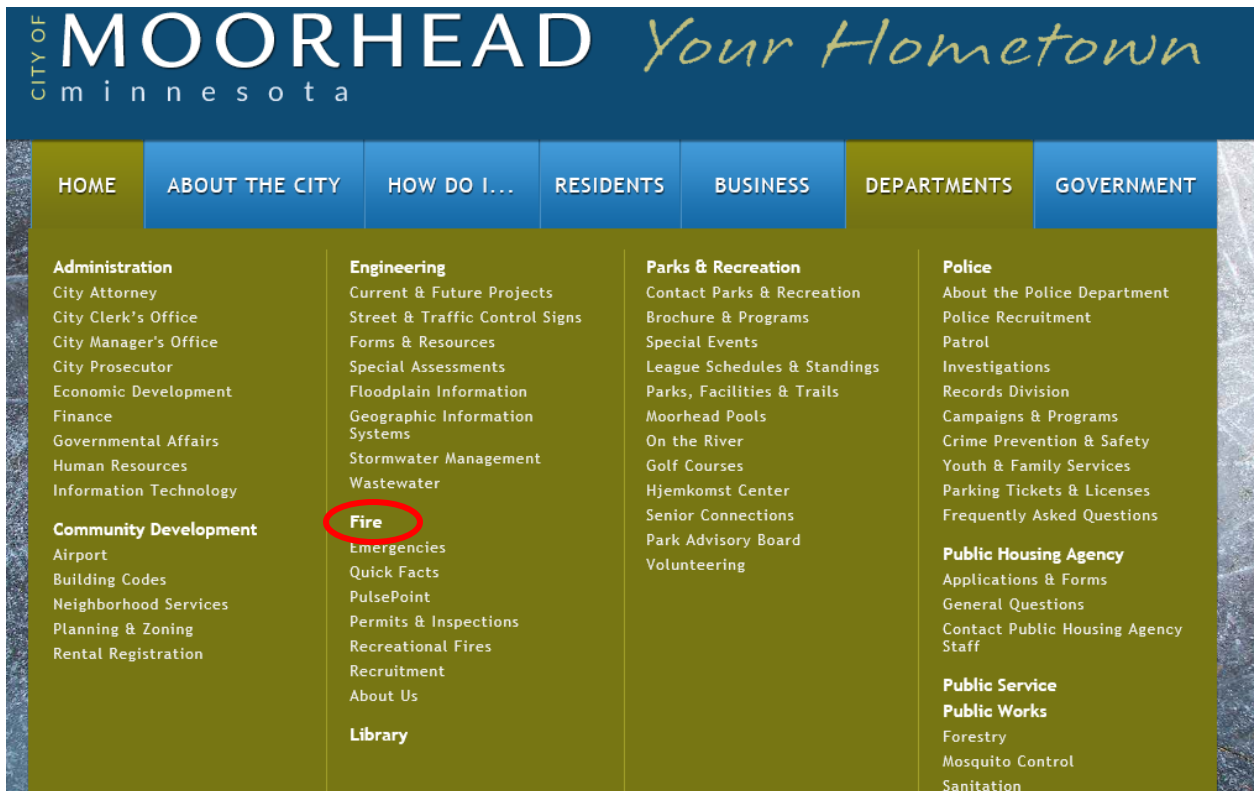 CITY OF
MOORHEAD Your Hometown
minnesota
HOME ABOUT THE CITY HOW DO I... RESIDENTS BUSINESS DEPARTMENTS GOVERNMENT
Administration
City Attorney
City Clerk's Office
City Manager's Office
City Prosecutor
Economic Development
Finance
Governmental Affairs
Human Resources
Information Technology
Community Development
Airport
Building Codes
Neighborhood Services
Planning & Zoning
Rental Registration
Engineering
Current & Future Projects
Street & Traffic Control Signs
Forms & Resources
Special Assessments
Floodplain Information
Geographic Information
Systems
Stormwater Management
Wastewater
Fire
Emergencies
Quick Facts
PulsePoint
Permits & Inspections
Recreational Fires
Recruitment
About Us
Library
Parks & Recreation
Contact Parks & Recreation
Brochure & Programs
Special Events
League Schedules & Standings
Parks, Facilities & Trails
Moorhead Pools
On the River
Golf Courses
Hjemkomst Center
Senior Connections
Park Advisory Board
Volunteering
Police
About the Police Department
Police Recruitment
Patrol
Investigations
Records Division
Campaigns & Programs
Crime Prevention & Safety
Youth & Family Services
Parking Tickets & Licenses
Frequently Asked Questions
Public Housing Agency
Applications & Forms
General Questions
Contact Public Housing Agency
Staff
Public Service
Public Works
Forestry
Mosquito Control
Sanitation